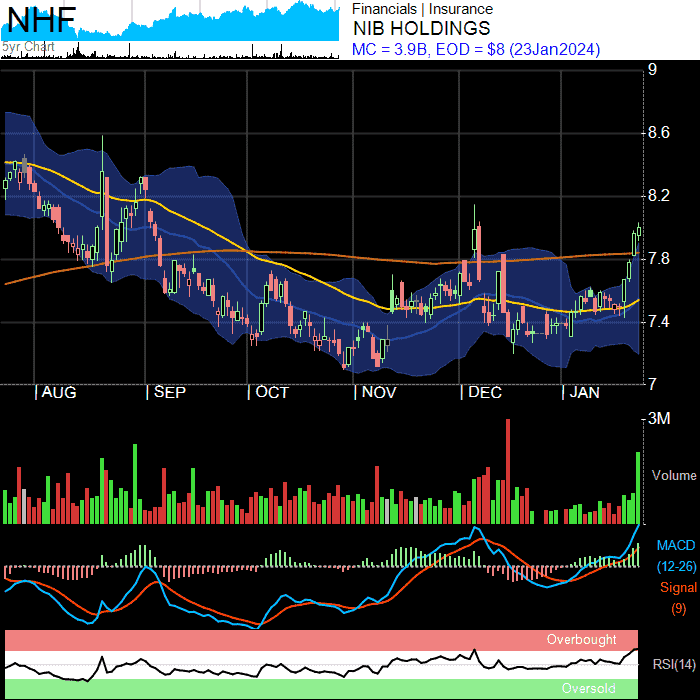 NHF
5yr Chart
Financials | Insurance
NIB HOLDINGS
MC = 3.9B, EOD = $8 (23Jan2024)
9
8.6
8.2
7.8
7.4
7
| AUG | SEP | OCT | NOV | DEC | JAN
3M
Volume
MACD
(12-26)
Signal
(9)
Overbought
RSI(14)
Oversold